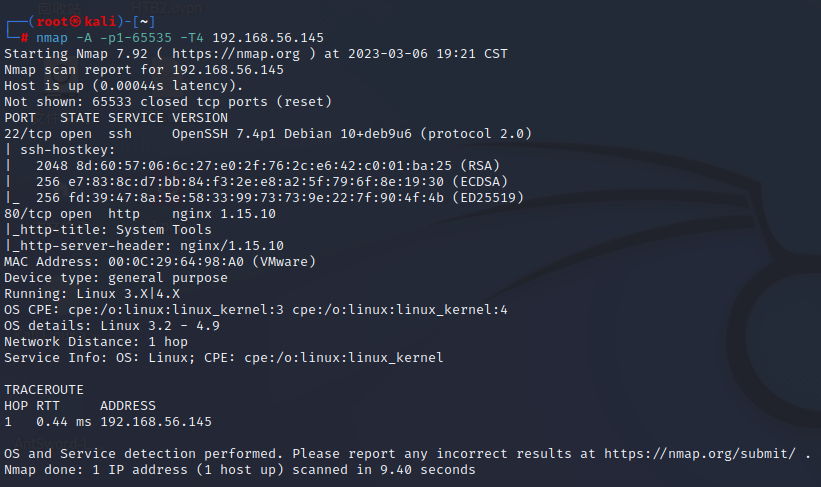 HTB2.ovpn
┌──(root㉿kali)-[~]
└─# nmap -A -p1-65535 -T4 192.168.56.145
Starting Nmap 7.92 ( https://nmap.org ) at 2023-03-06 19:21 CST
Nmap scan report for 192.168.56.145
Host is up (0.00044s latency).
Not shown: 65533 closed tcp ports (reset)
PORT   STATE SERVICE VERSION
22/tcp open  ssh     OpenSSH 7.4p1 Debian 10+deb9u6 (protocol 2.0)
| ssh-hostkey:
|   2048 8d:60:57:06:6c:27:e0:2f:76:2c:e6:42:c0:01:ba:25 (RSA)
|   256 e7:83:8c:d7:bb:84:f3:2e:e8:a2:5f:79:6f:8e:19:30 (ECDSA)
|_  256 fd:39:47:8a:5e:58:33:99:73:73:9e:22:7f:90:4f:4b (ED25519)
80/tcp open  http    nginx 1.15.10
|_http-title: System Tools
|_http-server-header: nginx/1.15.10
MAC Address: 00:0C:29:64:98:A0 (VMware)
Device type: general purpose
Running: Linux 3.X|4.X
OS CPE: cpe:/o:linux:linux_kernel:3 cpe:/o:linux:linux_kernel:4
OS details: Linux 3.2 - 4.9
Network Distance: 1 hop
Service Info: OS: Linux; CPE: cpe:/o:linux:linux_kernel
TRACEROUTE
HOP RTT     ADDRESS
1   0.44 ms 192.168.56.145
OS and Service detection performed. Please report any incorrect results at https://nmap.org/submit/ .
Nmap done: 1 IP address (1 host up) scanned in 9.40 seconds